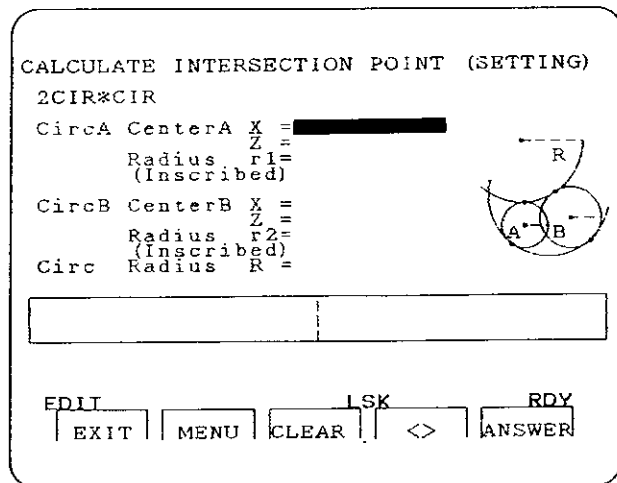 CALCULATE INTERSECTION POINT (SETTING)
2CIR※CIR
CircA CenterA X =
Z =
Radius r1=
(Inscribed)
CircB CenterB X =
Z =
Radius r2=
(Inscribed)
Circ Radius R =
R
A B
EDIT LSK RDY
EXIT MENU CLEAR <> ANSWER